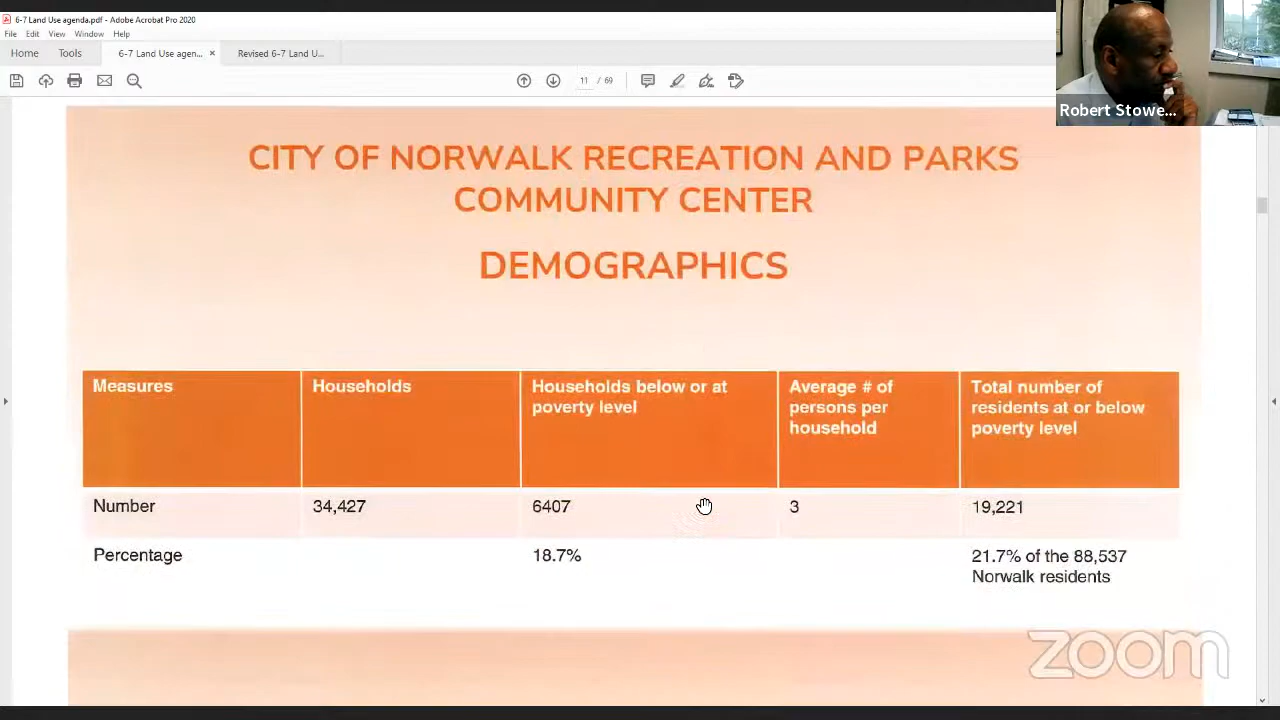 6-7 Land Use agenda.pdf - Adobe Acrobat Pro 2020
File Edit View Window Help
Home Tools 6-7 Land Use agen... × Revised 6-7 Land U...
11 / 69
Robert Stowe...
CITY OF NORWALK RECREATION AND PARKS
COMMUNITY CENTER
DEMOGRAPHICS
Measures
Households
Households below or at
poverty level
Average # of
persons per
household
Total number of
residents at or below
poverty level
Number 34,427 6407 3 19,221
Percentage 18.7% 21.7% of the 88,537
Norwalk residents
zoom